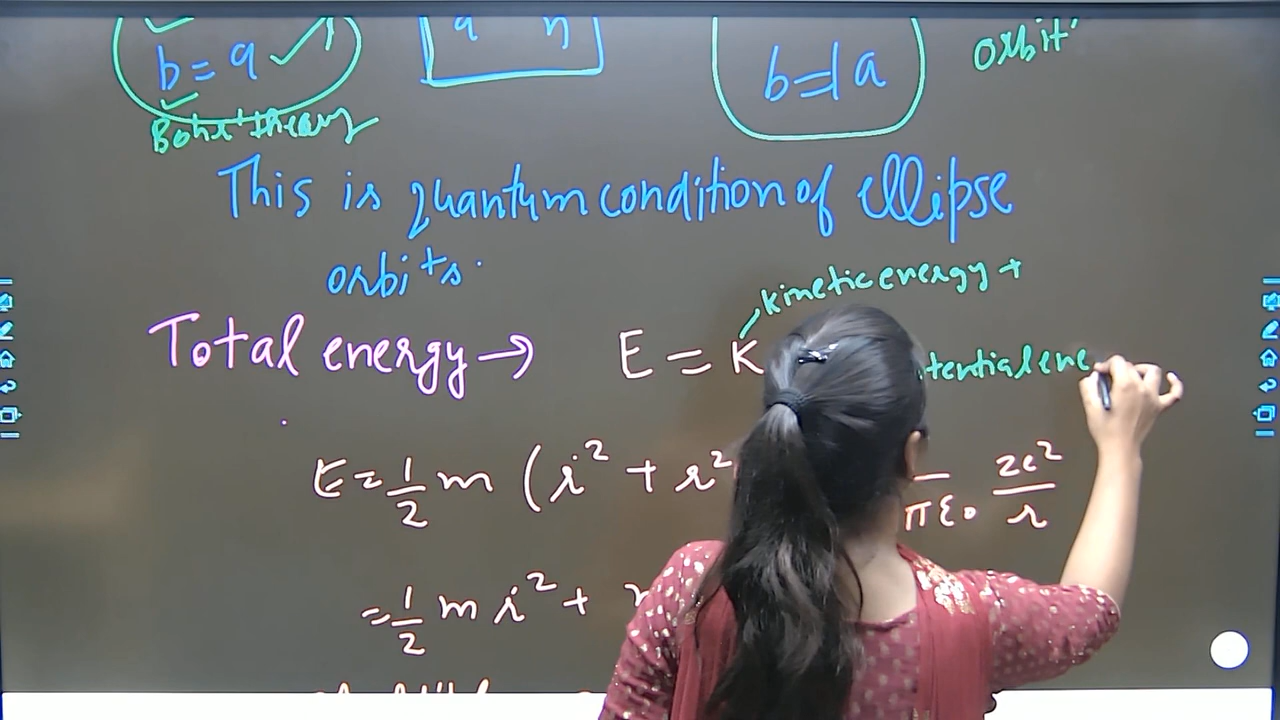 b = a
a n
b = a
orbit
Bohr theory
This is quantum condition of ellipse
orbits.
kinetic energy +
Total energy → E = K
tential ene
E = 1/2 m (ṙ² + r²
πε₀ ze²/r
= 1/2 m ṙ² +